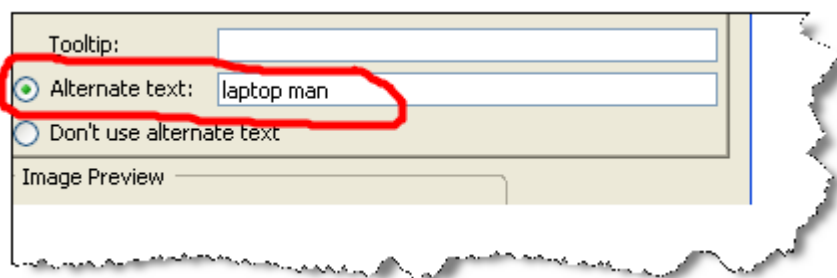 Tooltip:
Alternate text: laptop man
Don't use alternate text
Image Preview